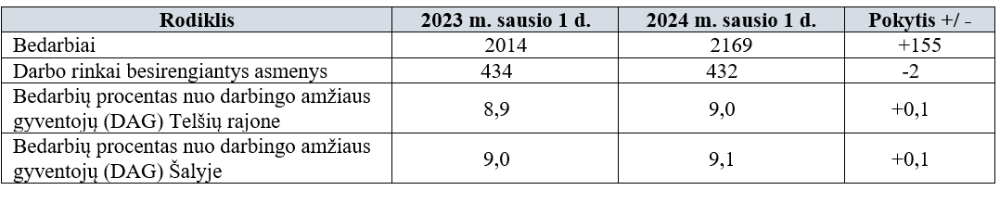 Rodiklis 2023 m. sausio 1 d. 2024 m. sausio 1 d. Pokytis +/ -
Bedarbiai 2014 2169 +155
Darbo rinkai besirengiantys asmenys 434 432 -2
Bedarbių procentas nuo darbingo amžiaus
gyventojų (DAG) Telšių rajone 8,9 9,0 +0,1
Bedarbių procentas nuo darbingo amžiaus
gyventojų (DAG) Šalyje 9,0 9,1 +0,1